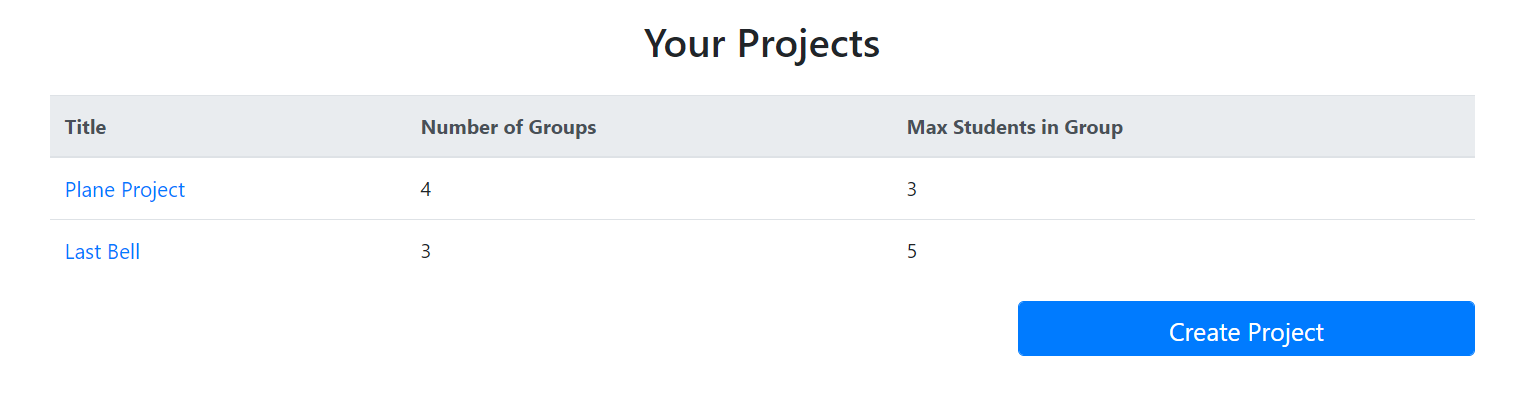 Your Projects
Title Number of Groups Max Students in Group
Plane Project 4 3
Last Bell 3 5
Create Project